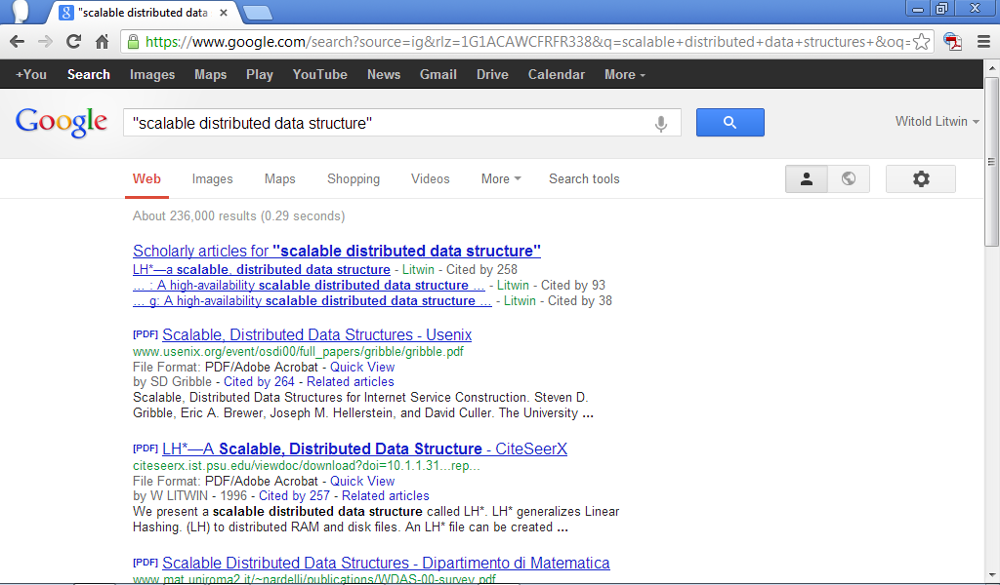 "scalable distributed data
https://www.google.com/search?source=ig&rlz=1G1ACAWCFRFR338&q=scalable+distributed+data+structures+&oq=
+You Search Images Maps Play YouTube News Gmail Drive Calendar More
Google "scalable distributed data structure" Witold Litwin
Web Images Maps Shopping Videos More Search tools
About 236,000 results (0.29 seconds)
Scholarly articles for "scalable distributed data structure"
LH*—a scalable, distributed data structure - Litwin - Cited by 258
... : A high-availability scalable distributed data structure ... - Litwin - Cited by 93
... g: A high-availability scalable distributed data structure ... - Litwin - Cited by 38
[PDF] Scalable, Distributed Data Structures - Usenix
www.usenix.org/event/osdi00/full_papers/gribble/gribble.pdf
File Format: PDF/Adobe Acrobat - Quick View
by SD Gribble - Cited by 264 - Related articles
Scalable, Distributed Data Structures for Internet Service Construction. Steven D.
Gribble, Eric A. Brewer, Joseph M. Hellerstein, and David Culler. The University ...
[PDF] LH*—A Scalable, Distributed Data Structure - CiteSeerX
citeseerx.ist.psu.edu/viewdoc/download?doi=10.1.1.31...rep...
File Format: PDF/Adobe Acrobat - Quick View
by W LITWIN - 1996 - Cited by 257 - Related articles
We present a scalable distributed data structure called LH*. LH* generalizes Linear
Hashing. (LH) to distributed RAM and disk files. An LH* file can be created ...
[PDF] Scalable Distributed Data Structures - Dipartimento di Matematica
www.mat.uniroma2.it/~nardelli/publications/WDAS-00-survey.pdf